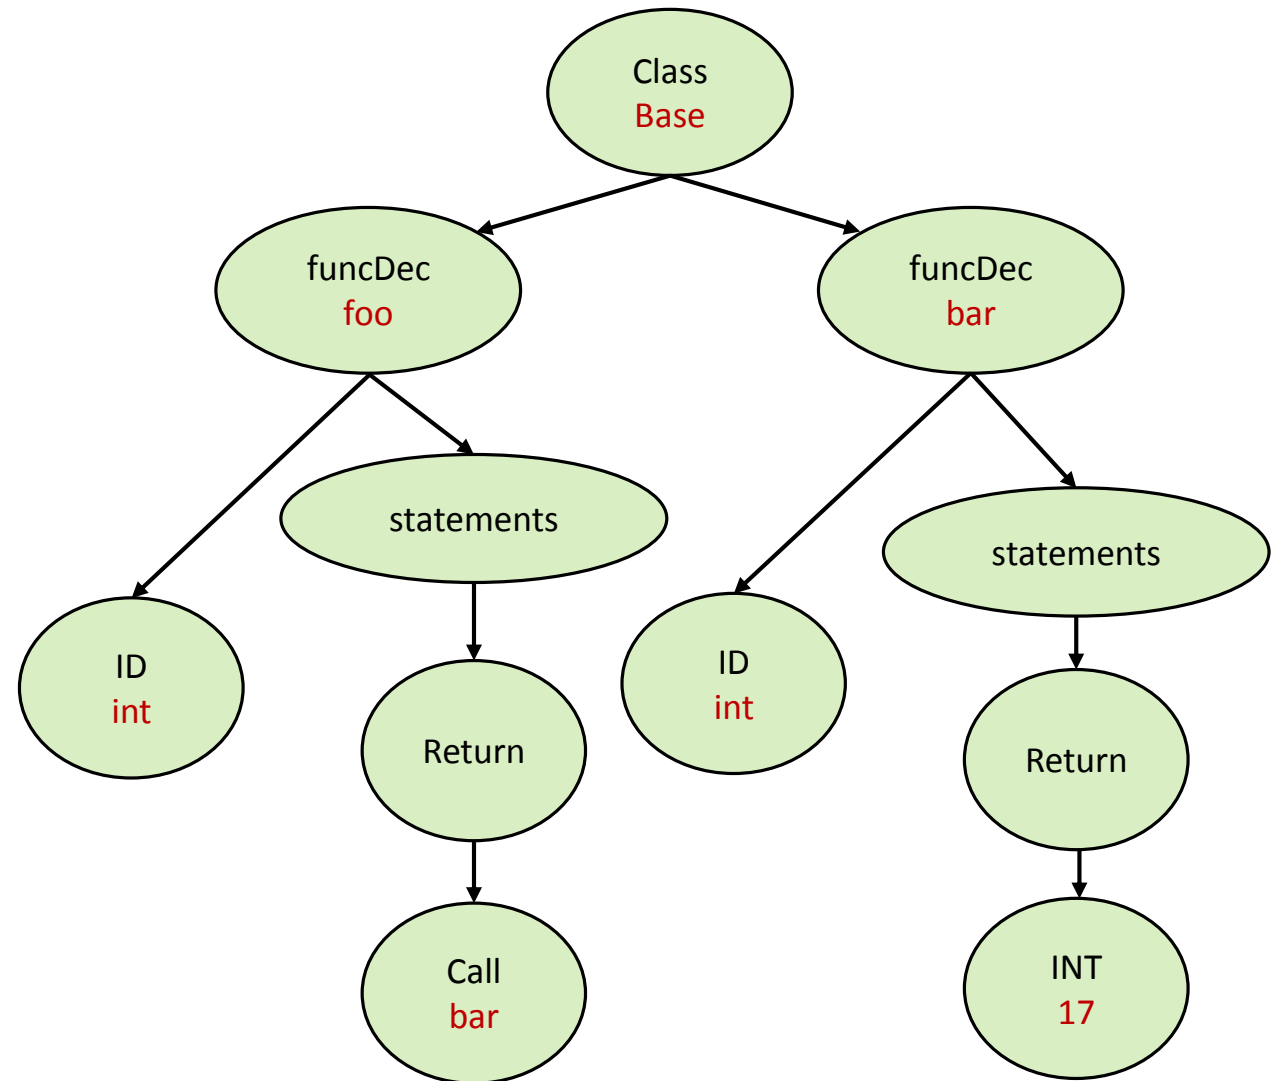 Class
Base
funcDec
foo
funcDec
bar
statements
statements
ID
int
ID
int
Return
Return
Call
bar
INT
17